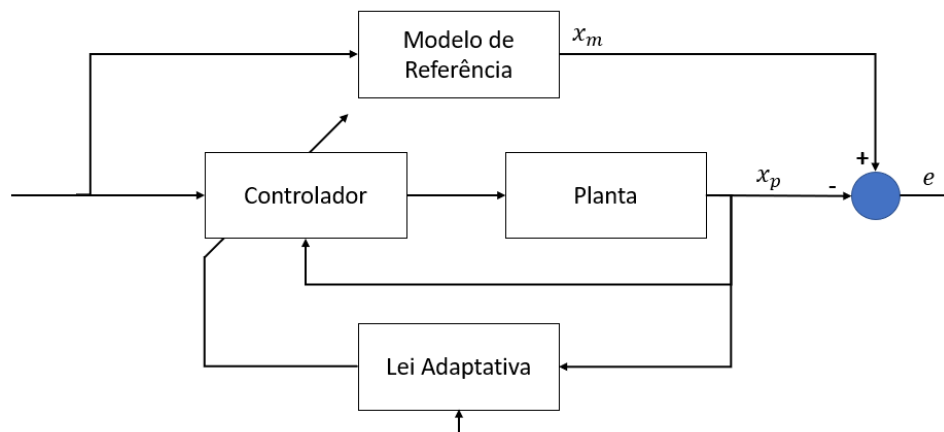 Modelo de
Referência
x_m
Controlador
Planta
x_p
+
-
e
Lei Adaptativa